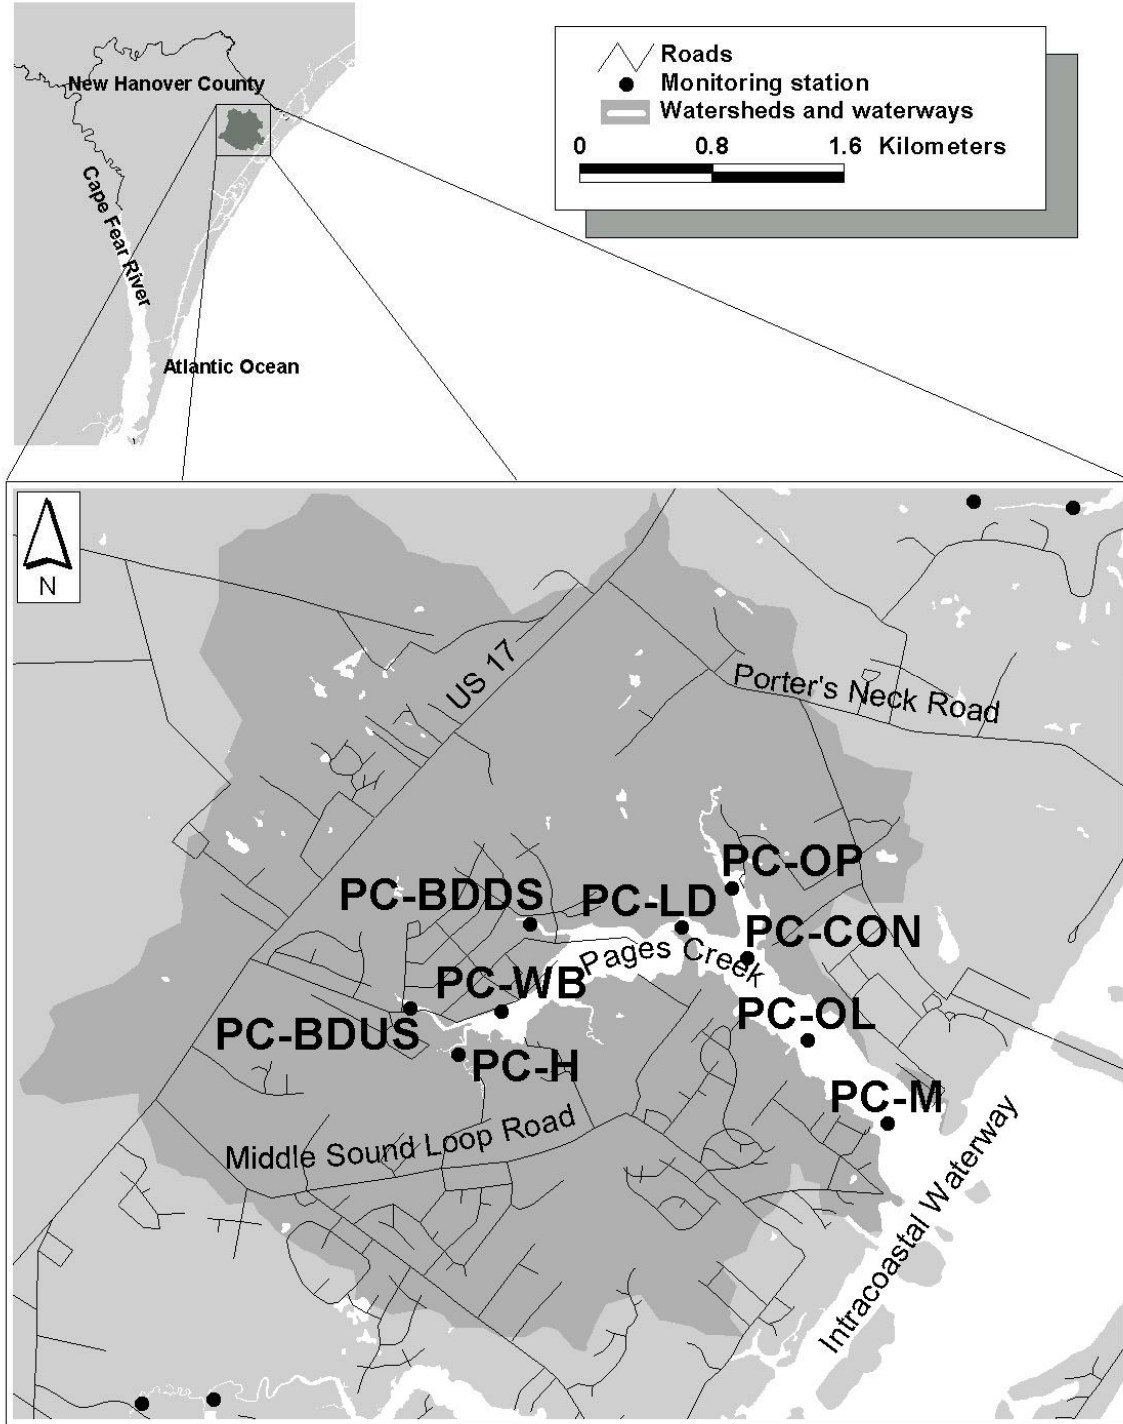 New Hanover County
Cape Fear River
Atlantic Ocean
Roads
Monitoring station
Watersheds and waterways
0 0.8 1.6 Kilometers
N
US 17
Porter's Neck Road
PC-OP
PC-BDDS
PC-LD
PC-CON
Pages Creek
PC-WB
PC-OL
PC-BDUS
PC-H
PC-M
Middle Sound Loop Road
Intracoastal Waterway